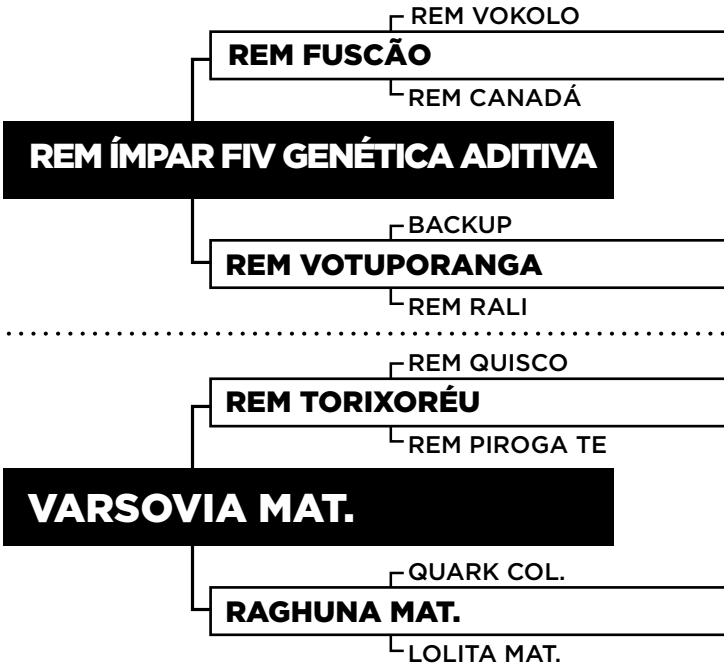 REM VOKOLO
REM FUSCÃO
REM CANADÁ
REM ÍMPAR FIV GENÉTICA ADITIVA
BACKUP
REM VOTUPORANGA
REM RALI
REM QUISCO
REM TORIXORÉU
REM PIROGA TE
VARSOVIA MAT.
QUARK COL.
RAGHUNA MAT.
LOLITA MAT.